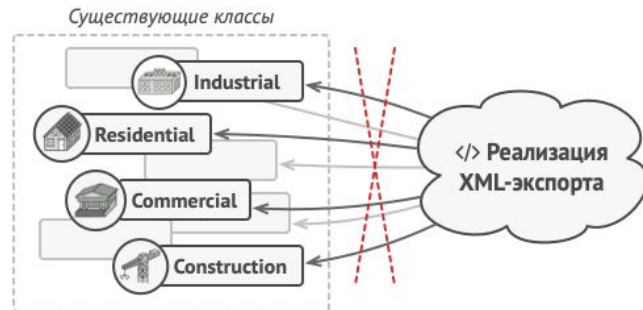 Существующие классы
Industrial
Residential
Commercial
Construction
</> Реализация
XML-экспорта